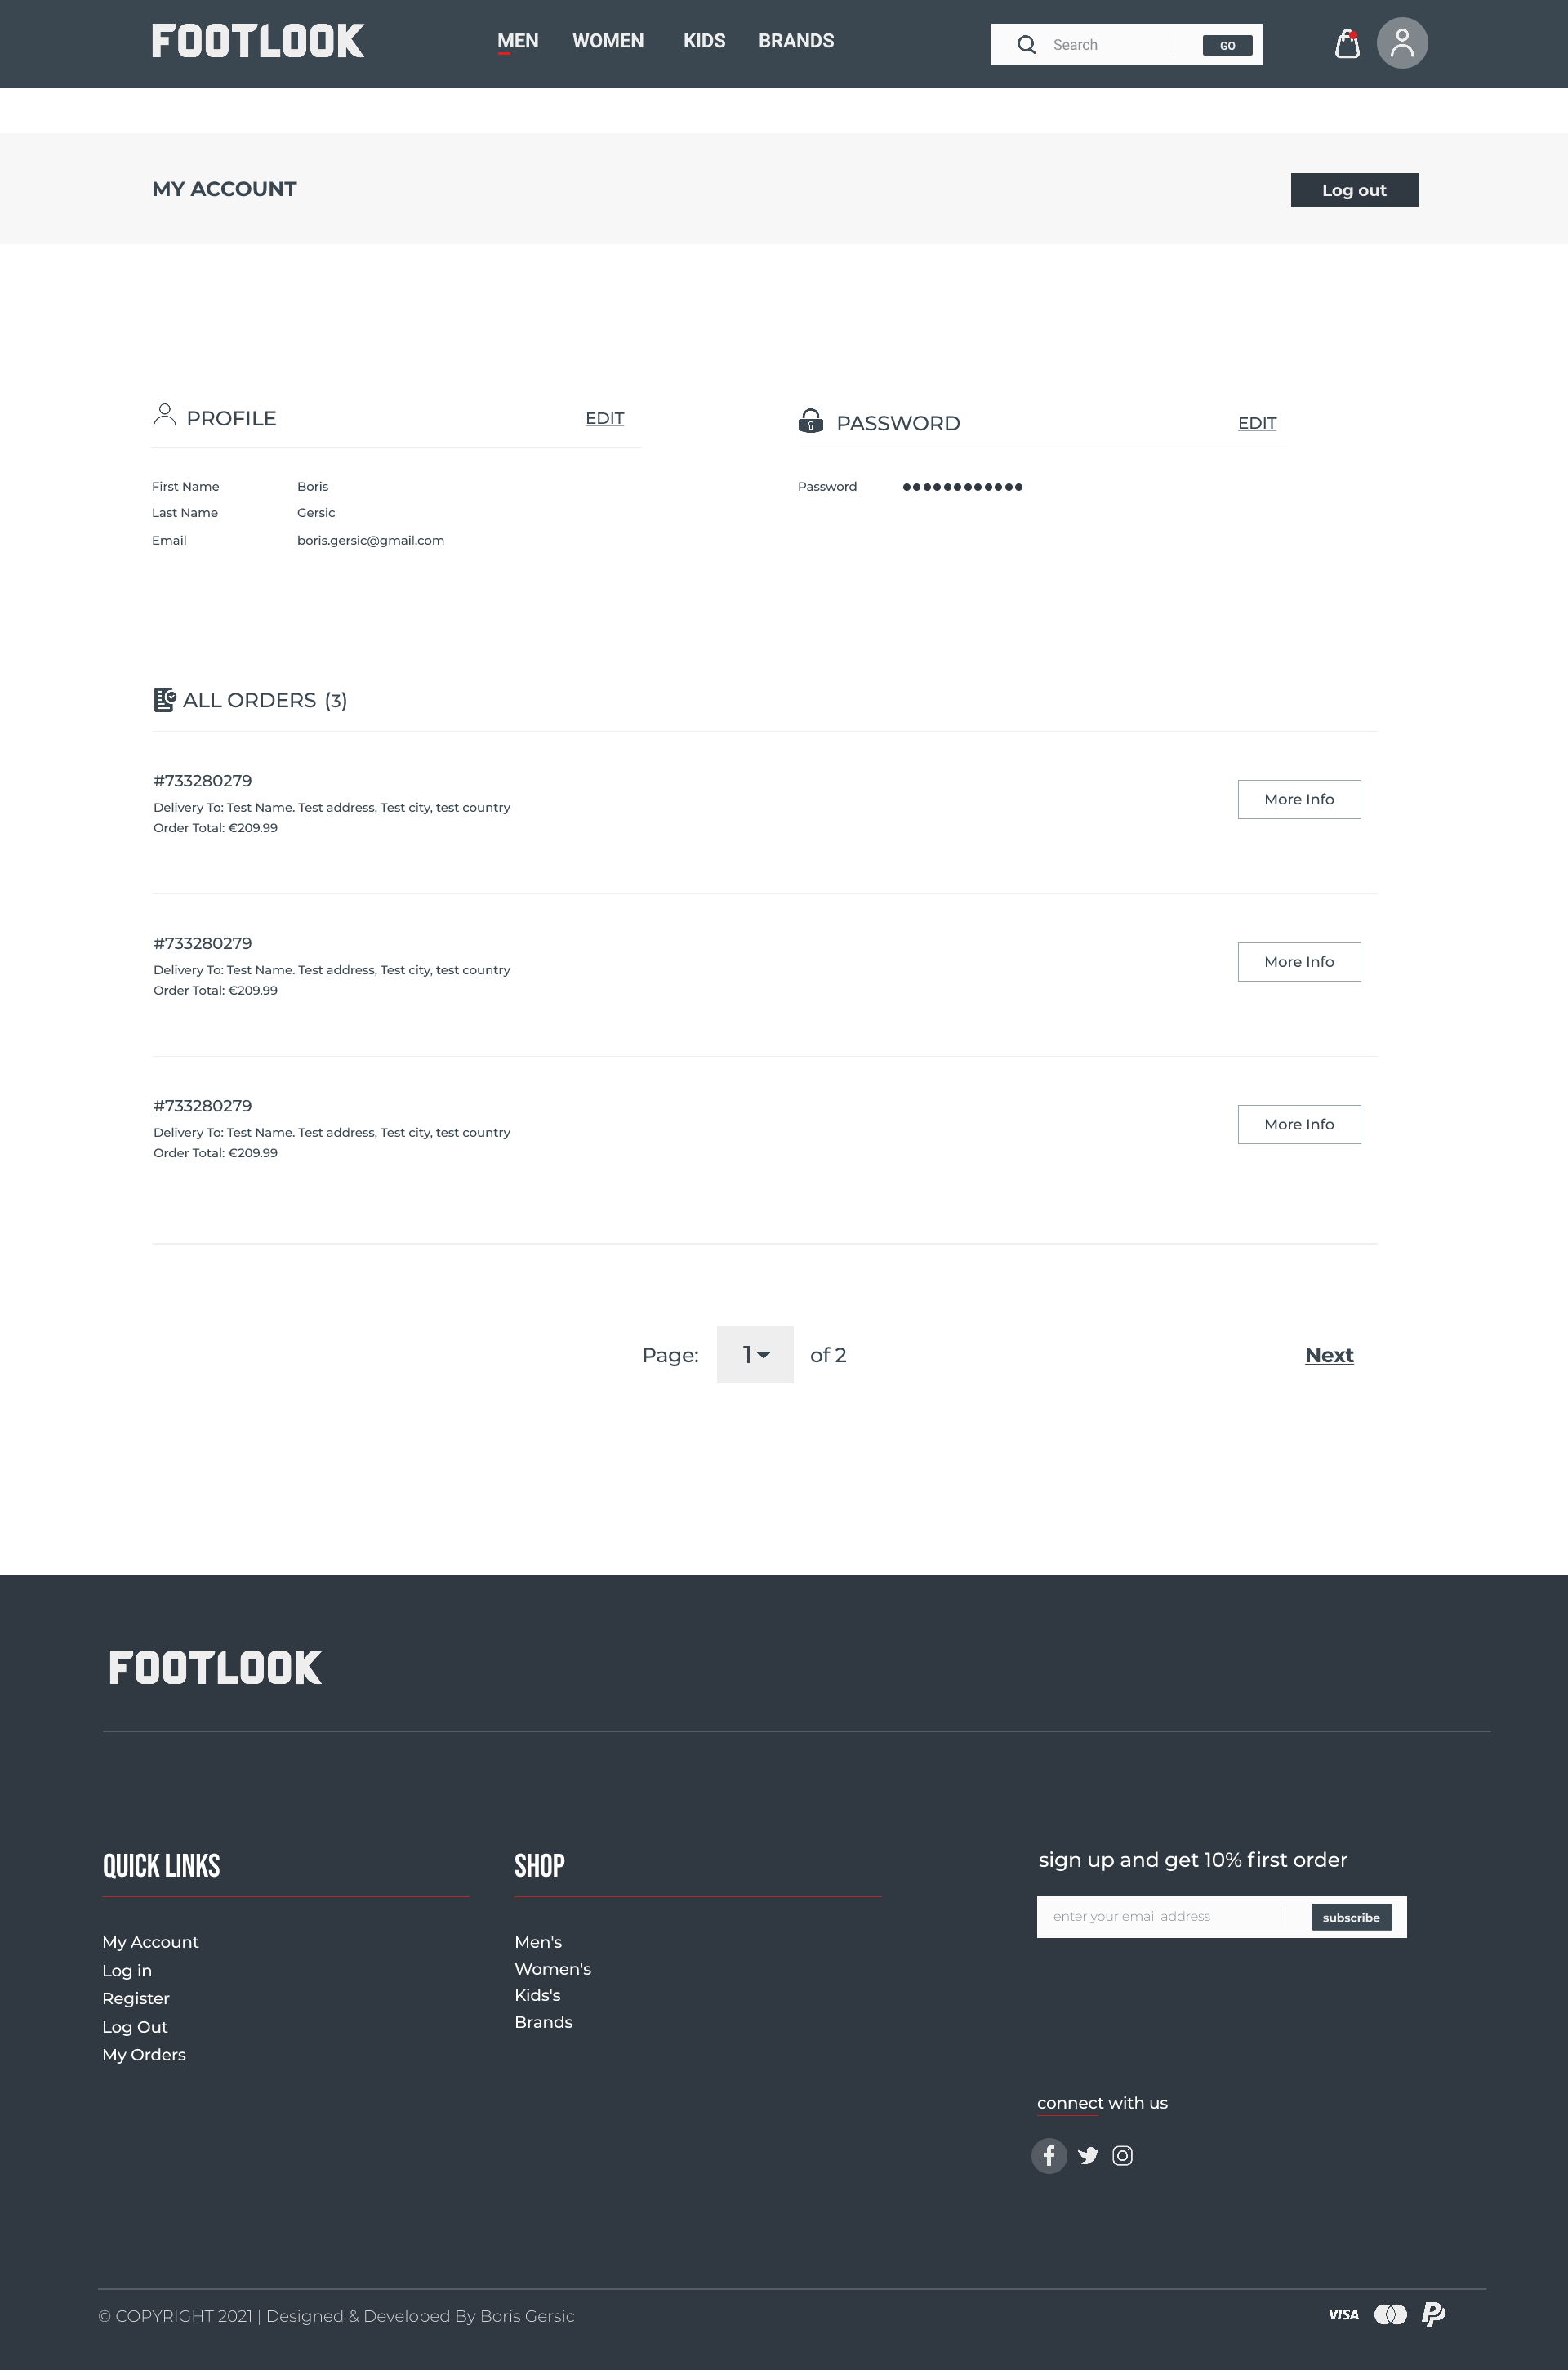 FOOTLOOK
MEN WOMEN KIDS BRANDS
Search GO
MY ACCOUNT
Log out
PROFILE EDIT
First Name Boris
Last Name Gersic
Email boris.gersic@gmail.com
PASSWORD EDIT
Password ●●●●●●●●●●●●
ALL ORDERS (3)
#733280279
Delivery To: Test Name. Test address, Test city, test country
Order Total: €209.99
More Info
#733280279
Delivery To: Test Name. Test address, Test city, test country
Order Total: €209.99
More Info
#733280279
Delivery To: Test Name. Test address, Test city, test country
Order Total: €209.99
More Info
Page: 1 of 2
Next
FOOTLOOK
QUICK LINKS
My Account
Log in
Register
Log Out
My Orders
SHOP
Men's
Women's
Kids's
Brands
sign up and get 10% first order
enter your email address subscribe
connect with us
© COPYRIGHT 2021 | Designed & Developed By Boris Gersic
VISA